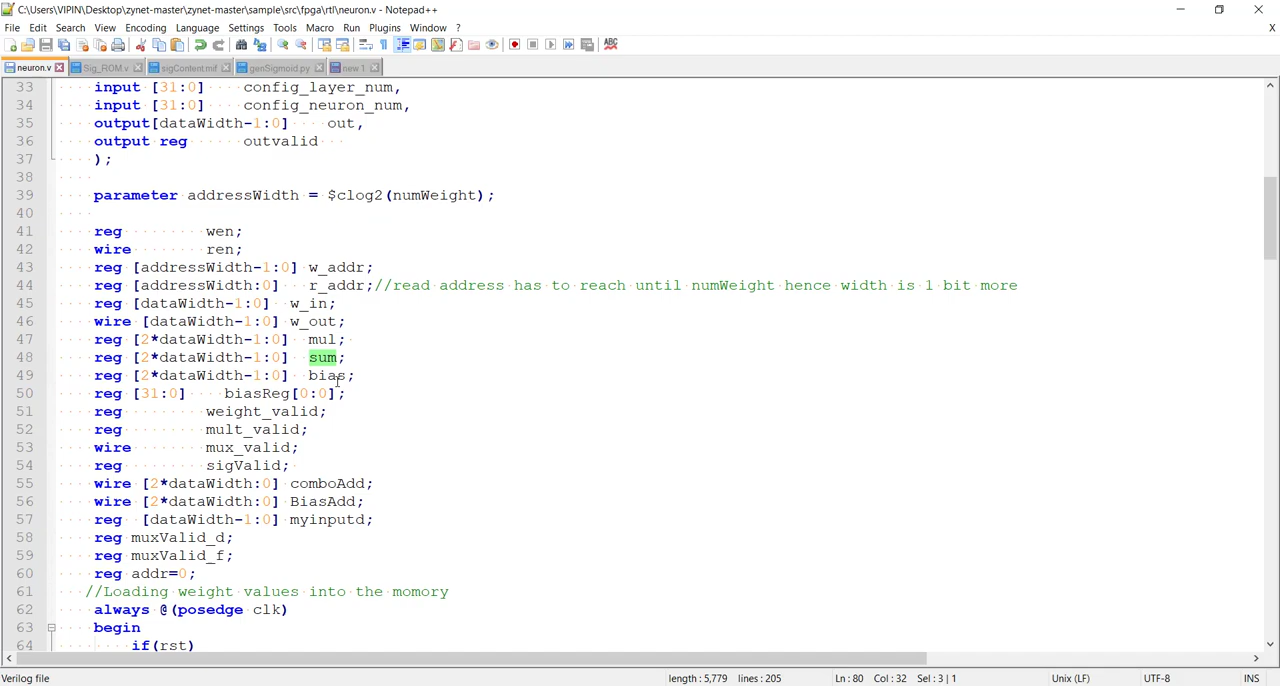 C:\Users\VIPIN\Desktop\zynet-master\zynet-master\sample\src\fpga\rtl\neuron.v - Notepad++
File Edit Search View Encoding Language Settings Tools Macro Run Plugins Window ? X
neuron.v Sig_ROM.v sigContent.mif genSigmoid.py new 1
33 input [31:0] config_layer_num,
34 input [31:0] config_neuron_num,
35 output[dataWidth-1:0] out,
36 output reg outvalid
37 );
38
39 parameter addressWidth = $clog2(numWeight);
40
41 reg wen;
42 wire ren;
43 reg [addressWidth-1:0] w_addr;
44 reg [addressWidth:0] r_addr;//read address has to reach until numWeight hence width is 1 bit more
45 reg [dataWidth-1:0] w_in;
46 wire [dataWidth-1:0] w_out;
47 reg [2*dataWidth-1:0] mul;
48 reg [2*dataWidth-1:0] sum;
49 reg [2*dataWidth-1:0] bias;
50 reg [31:0] biasReg[0:0];
51 reg weight_valid;
52 reg mult_valid;
53 wire mux_valid;
54 reg sigValid;
55 wire [2*dataWidth:0] comboAdd;
56 wire [2*dataWidth:0] BiasAdd;
57 reg [dataWidth-1:0] myinputd;
58 reg muxValid_d;
59 reg muxValid_f;
60 reg addr=0;
61 //Loading weight values into the momory
62 always @(posedge clk)
63 begin
64 if(rst)
Verilog file length : 5,779 lines : 205 Ln : 80 Col : 32 Sel : 3 | 1 Unix (LF) UTF-8 INS